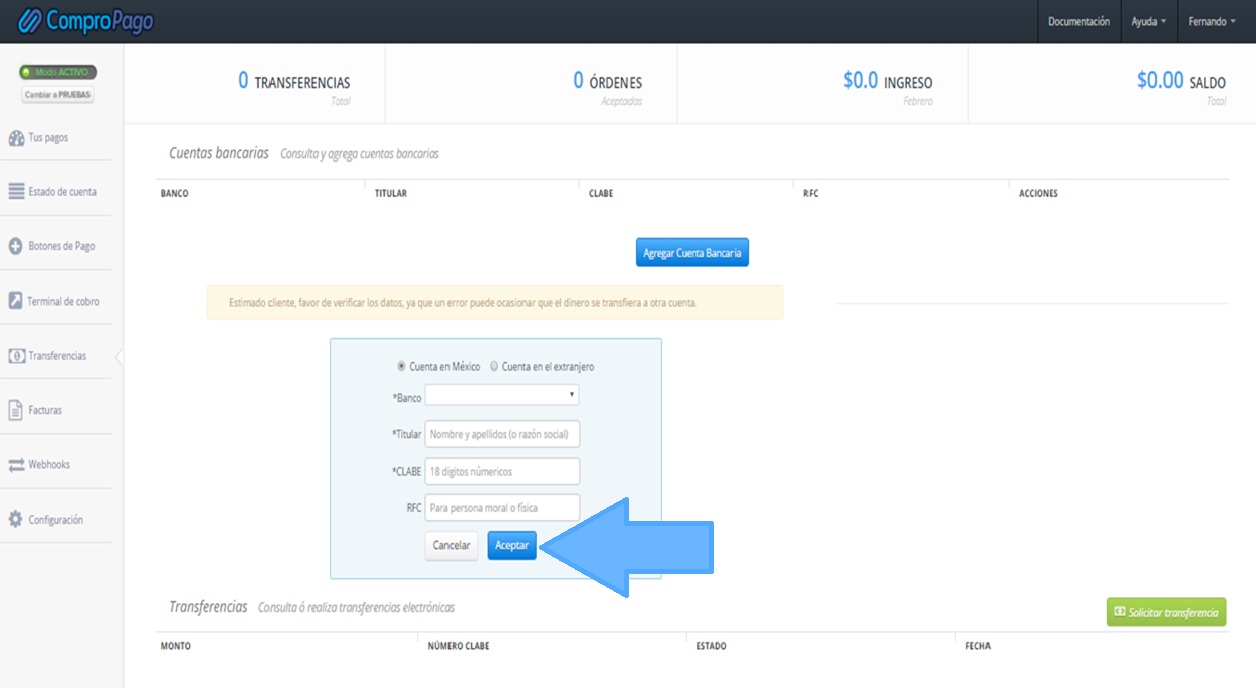 ComproPago
Documentación
Ayuda
Fernando
Modo ACTIVO
Cambiar a PRUEBAS
Tus pagos
Estado de cuenta
Botones de Pago
Terminal de cobro
Transferencias
Facturas
Webhooks
Configuración
0 TRANSFERENCIAS
Total
0 ÓRDENES
Aceptadas
$0.0 INGRESO
Febrero
$0.00 SALDO
Total
Cuentas bancarias Consulta y agrega cuentas bancarias
BANCO TITULAR CLABE RFC ACCIONES
Agregar Cuenta Bancaria
Estimado cliente, favor de verificar los datos, ya que un error puede ocasionar que el dinero se transfiera a otra cuenta.
Cuenta en México Cuenta en el extranjero
*Banco
*Titular Nombre y apellidos (o razón social)
*CLABE 18 digitos númericos
RFC Para persona moral o física
Cancelar Aceptar
Transferencias Consulta ó realiza transferencias electrónicas
Solicitar transferencia
MONTO NÚMERO CLABE ESTADO FECHA